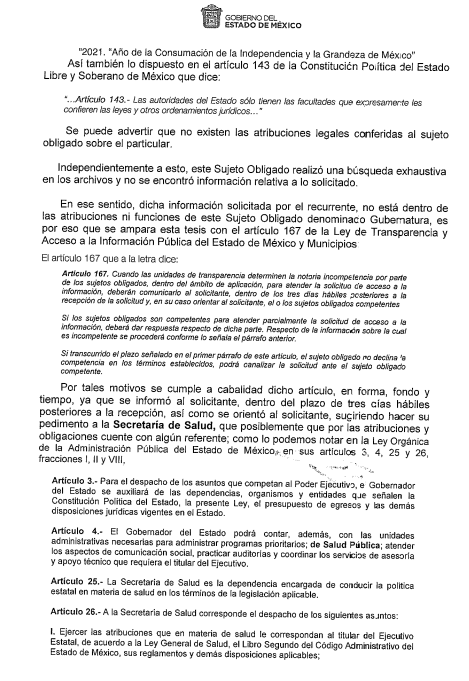 GOBIERNO DEL
ESTADO DE MÉXICO
"2021. "Año de la Consumación de la Independencia y la Grandeza de México"
Así también lo dispuesto en el artículo 143 de la Constitución Política del Estado
Libre y Soberano de México que dice:
"...Artículo 143.- Las autoridades del Estado sólo tienen las facultades que expresamente les
confieren las leyes y otros ordenamientos jurídicos..."
Se puede advertir que no existen las atribuciones legales conferidas al sujeto
obligado sobre el particular.
Independientemente a esto, este Sujeto Obligado realizó una búsqueda exhaustiva
en los archivos y no se encontró información relativa a lo solicitado.
En ese sentido, dicha información solicitada por el recurrente, no está dentro de
las atribuciones ni funciones de este Sujeto Obligado denominaco Gubernatura, es
por eso que se ampara esta tesis con el artículo 167 de la Ley de Transparencia y
Acceso a la Información Pública del Estado de México y Municipios
El artículo 167 que a la letra dice:
Artículo 167. Cuando las unidades de transparencia determinen la notoria incompetencia por parte
de los sujetos obligados, dentro del ámbito de aplicación, para atender la solicitud de acceso a la
información, deberán comunicarlo al solicitante, dentro de los tres días hábiles posteriores a la
recepción de la solicitud y, en su caso orientar al solicitante, el o los sujetos obligados competentes
Si los sujetos obligados son competentes para atender parcialmente la solicitud de acceso a la
información, deberá dar respuesta respecto de dicha parte. Respecto de la información sobre la cual
es incompetente se procederá conforme lo señala el párrafo anterior.
Si transcurrido el plazo señalado en el primer párrafo de este artículo, el sujeto obligado no declina la
competencia en los términos establecidos, podrá canalizar la solicitud ante el sujeto obligado
competente.
Por tales motivos se cumple a cabalidad dicho artículo, en forma, fondo y
tiempo, ya que se informó al solicitante, dentro del plazo de tres cías hábiles
posteriores a la recepción, así como se orientó al solicitante, sugiriendo hacer su
pedimento a la Secretaría de Salud, que posiblemente que por las atribuciones y
obligaciones cuente con algún referente; como lo podemos notar en la Ley Orgánica
de la Administración Pública del Estado de México, en sus artículos 3, 4, 25 y 26,
fracciones I, II y VIII,
Artículo 3.- Para el despacho de los asuntos que competan al Poder Ejecutivo, e Gobernador
del Estado se auxiliará de las dependencias, organismos y entidades que señalen la
Constitución Política del Estado, la presente Ley, el presupuesto de egresos y las demás
disposiciones jurídicas vigentes en el Estado.
Artículo 4.- El Gobernador del Estado podrá contar, además, con las unidades
administrativas necesarias para administrar programas prioritarios; de Salud Pública; atender
los aspectos de comunicación social, practicar auditorías y coordinar los servicios de asesoría
y apoyo técnico que requiera el titular del Ejecutivo.
Artículo 25.- La Secretaría de Salud es la dependencia encargada de conducir la política
estatal en materia de salud en los términos de la legislación aplicable.
Artículo 26.- A la Secretaría de Salud corresponde el despacho de los siguientes asuntos:
I. Ejercer las atribuciones que en materia de salud le correspondan al titular del Ejecutivo
Estatal, de acuerdo a la Ley General de Salud, el Libro Segundo del Código Administrativo del
Estado de México, sus reglamentos y demás disposiciones aplicables;